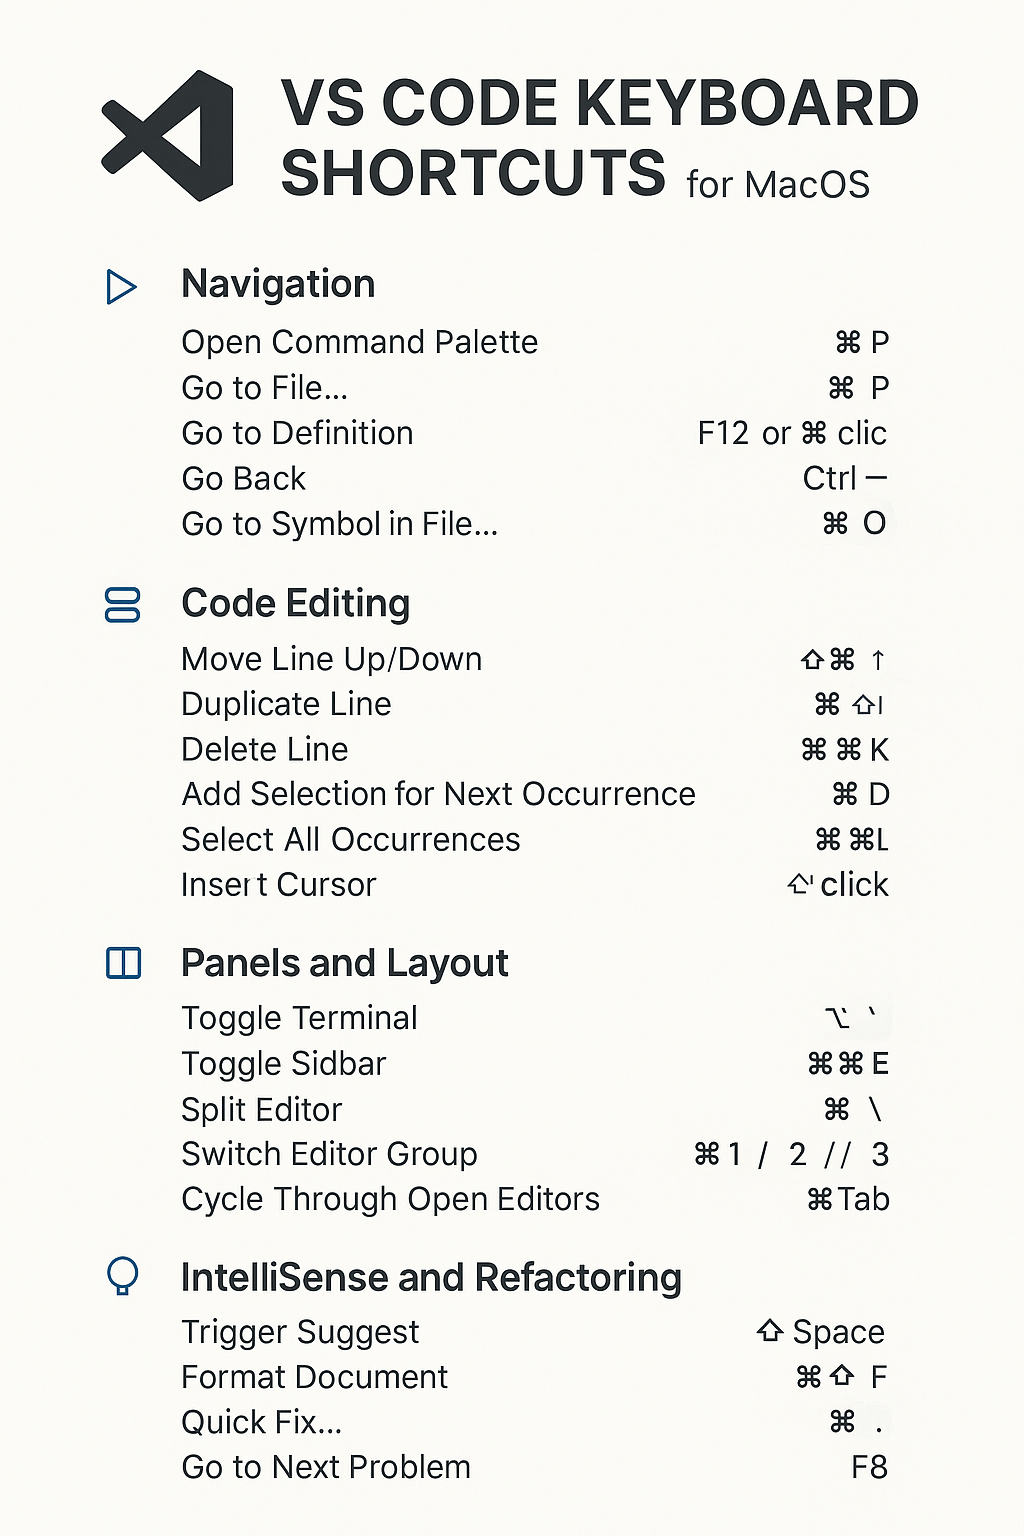 VS CODE KEYBOARD
SHORTCUTS for MacOS
Navigation
Open Command Palette ⌘ P
Go to File... ⌘ P
Go to Definition F12 or ⌘ clic
Go Back Ctrl –
Go to Symbol in File... ⌘ O
Code Editing
Move Line Up/Down ⇧⌘ ↑
Duplicate Line ⌘ ⇧I
Delete Line ⌘ ⌘ K
Add Selection for Next Occurrence ⌘ D
Select All Occurrences ⌘ ⌘L
Insert Cursor ⇧' click
Panels and Layout
Toggle Terminal ⌥ `
Toggle Sidbar ⌘⌘ E
Split Editor ⌘ \
Switch Editor Group ⌘1 / 2 // 3
Cycle Through Open Editors ⌘Tab
IntelliSense and Refactoring
Trigger Suggest ⇧ Space
Format Document ⌘⇧ F
Quick Fix... ⌘ .
Go to Next Problem F8